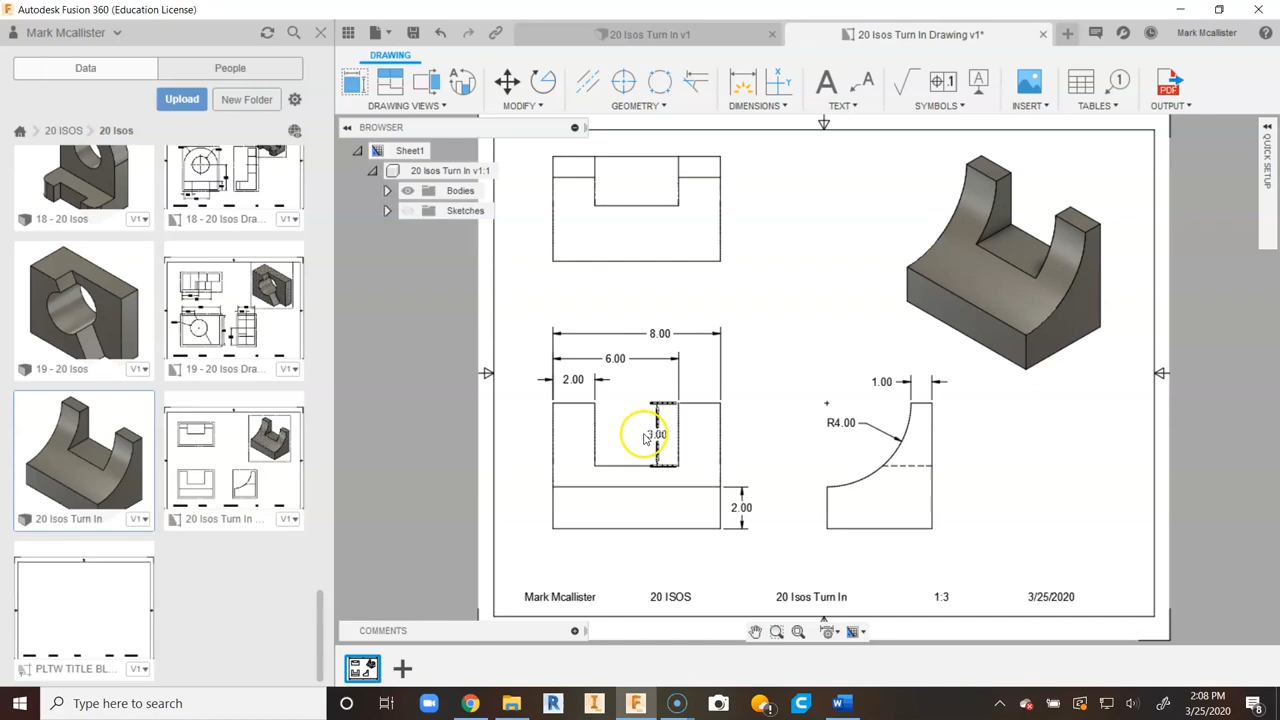 Autodesk Fusion 360 (Education License)
Mark Mcallister
20 Isos Turn In v1
20 Isos Turn In Drawing v1*
Mark Mcallister
Data
People
DRAWING
Upload
New Folder
DRAWING VIEWS
MODIFY
GEOMETRY
DIMENSIONS
TEXT
SYMBOLS
INSERT
TABLES
OUTPUT
PDF
20 ISOS
20 Isos
BROWSER
Sheet1
20 Isos Turn In v1:1
Bodies
Sketches
QUICK SETUP
18 - 20 Isos
V1
18 - 20 Isos Dra...
V1
19 - 20 Isos
V1
19 - 20 Isos Dra...
V1
20 Isos Turn In
V1
20 Isos Turn In ...
V1
PLTW TITLE BL...
V1
8.00
6.00
2.00
3.00
2.00
1.00
R4.00
Mark Mcallister
20 ISOS
20 Isos Turn In
1:3
3/25/2020
COMMENTS
Type here to search
2:08 PM
3/25/2020
8